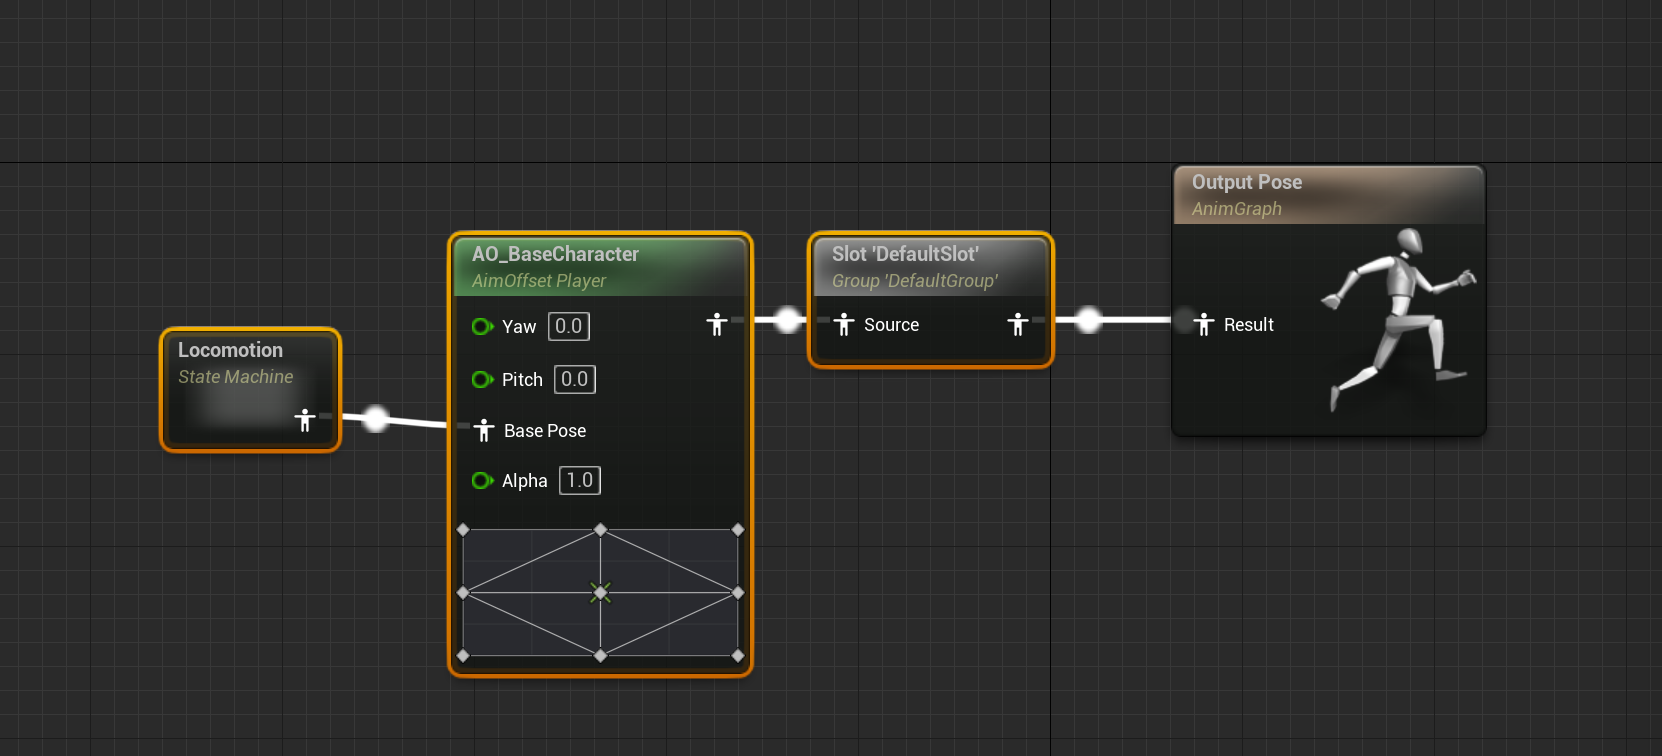 Locomotion
State Machine
AO_BaseCharacter
AimOffset Player
Yaw 0.0
Pitch 0.0
Base Pose
Alpha 1.0
Slot 'DefaultSlot'
Group 'DefaultGroup'
Source
Output Pose
AnimGraph
Result